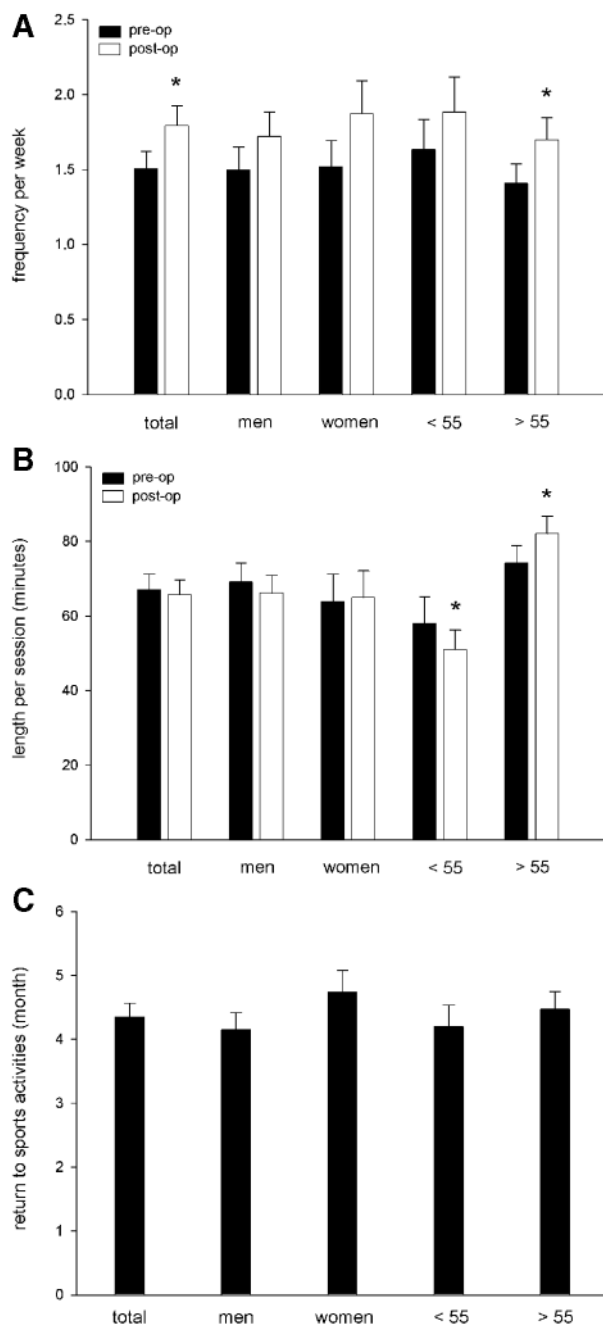 A
2.5
pre-op
post-op
2.0
1.5
1.0
0.5
0.0
frequency per week
*
*
total men women < 55 > 55
B
100
pre-op
post-op
80
60
40
20
0
length per session (minutes)
*
*
total men women < 55 > 55
C
6
5
4
3
2
1
0
return to sports activities (month)
total men women < 55 > 55